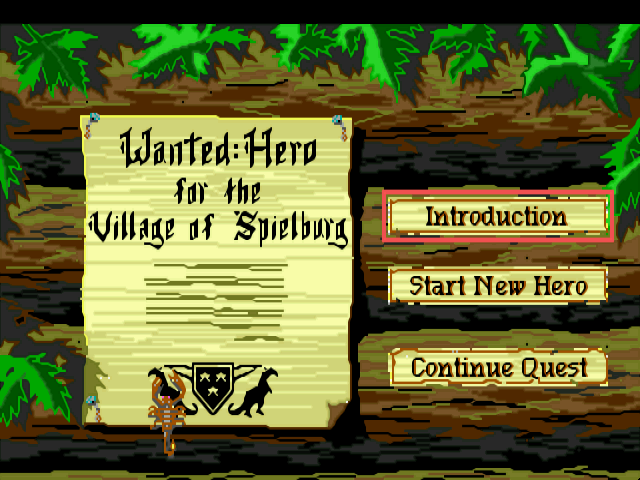 Wanted:Hero
for the
Village of Spielburg
Introduction
Start New Hero
Continue Quest